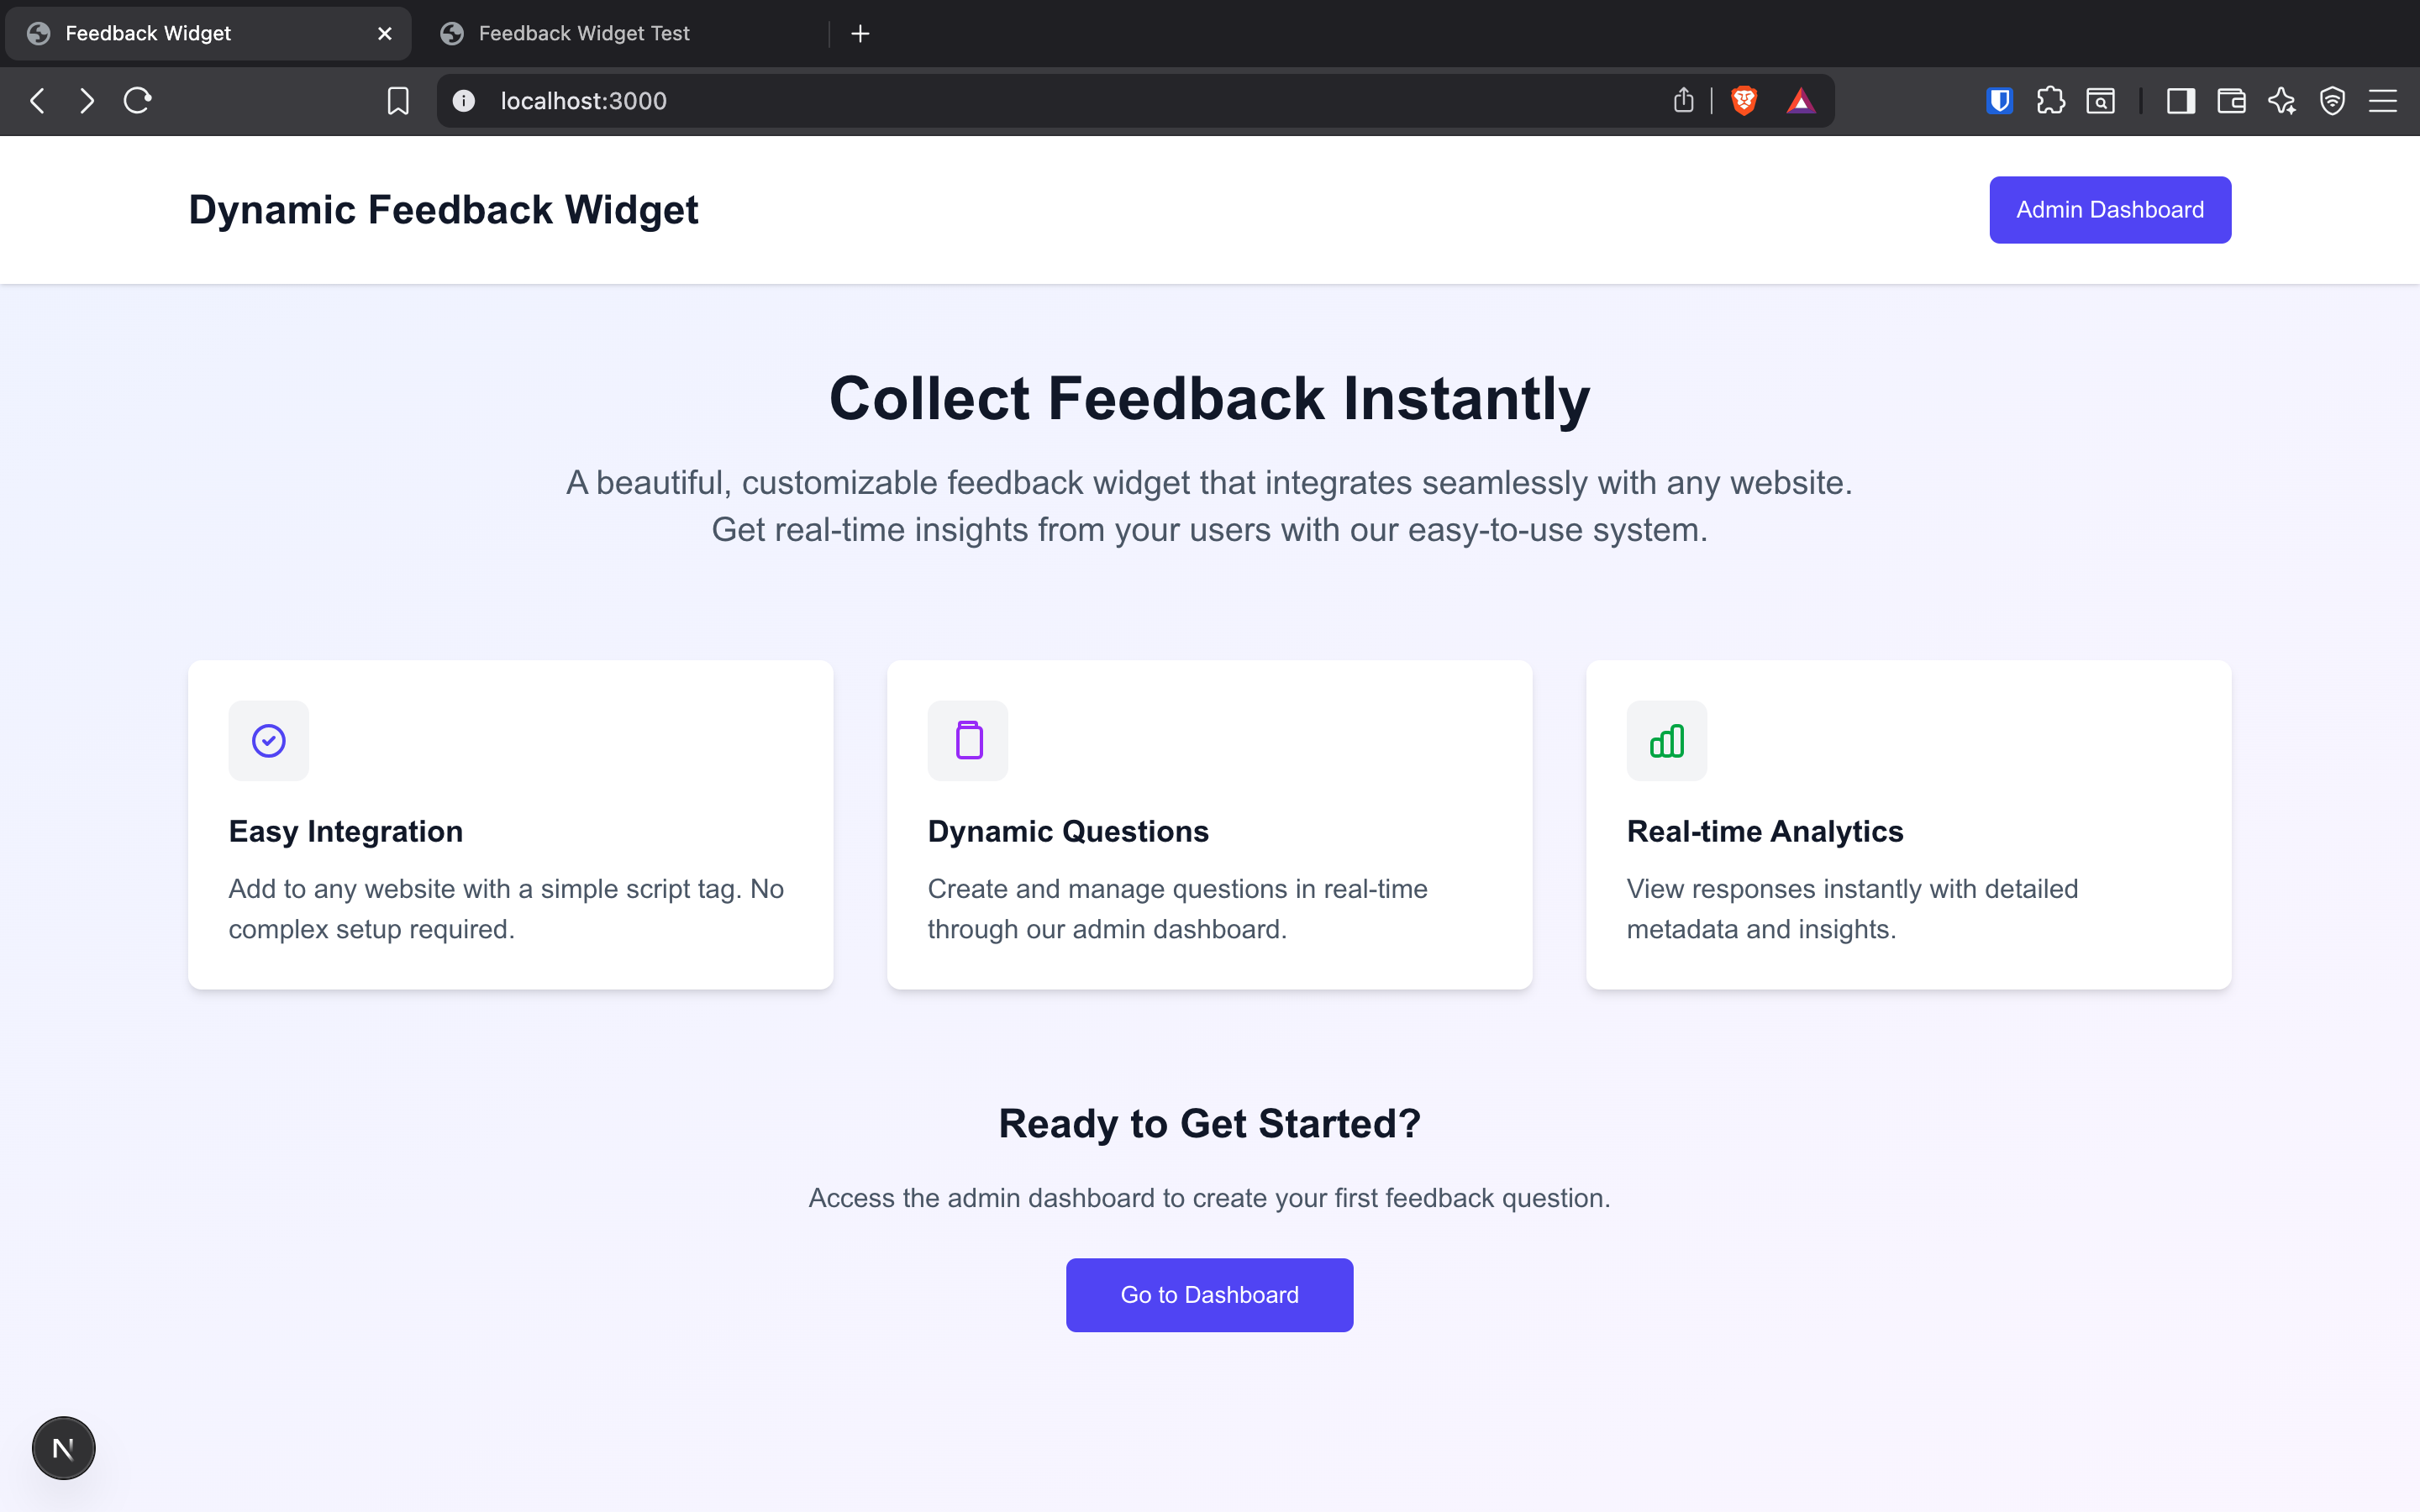 Feedback Widget
Feedback Widget Test
localhost:3000
Dynamic Feedback Widget
Admin Dashboard
Collect Feedback Instantly
A beautiful, customizable feedback widget that integrates seamlessly with any website.
Get real-time insights from your users with our easy-to-use system.
Easy Integration
Add to any website with a simple script tag. No
complex setup required.
Dynamic Questions
Create and manage questions in real-time
through our admin dashboard.
Real-time Analytics
View responses instantly with detailed
metadata and insights.
Ready to Get Started?
Access the admin dashboard to create your first feedback question.
Go to Dashboard
N